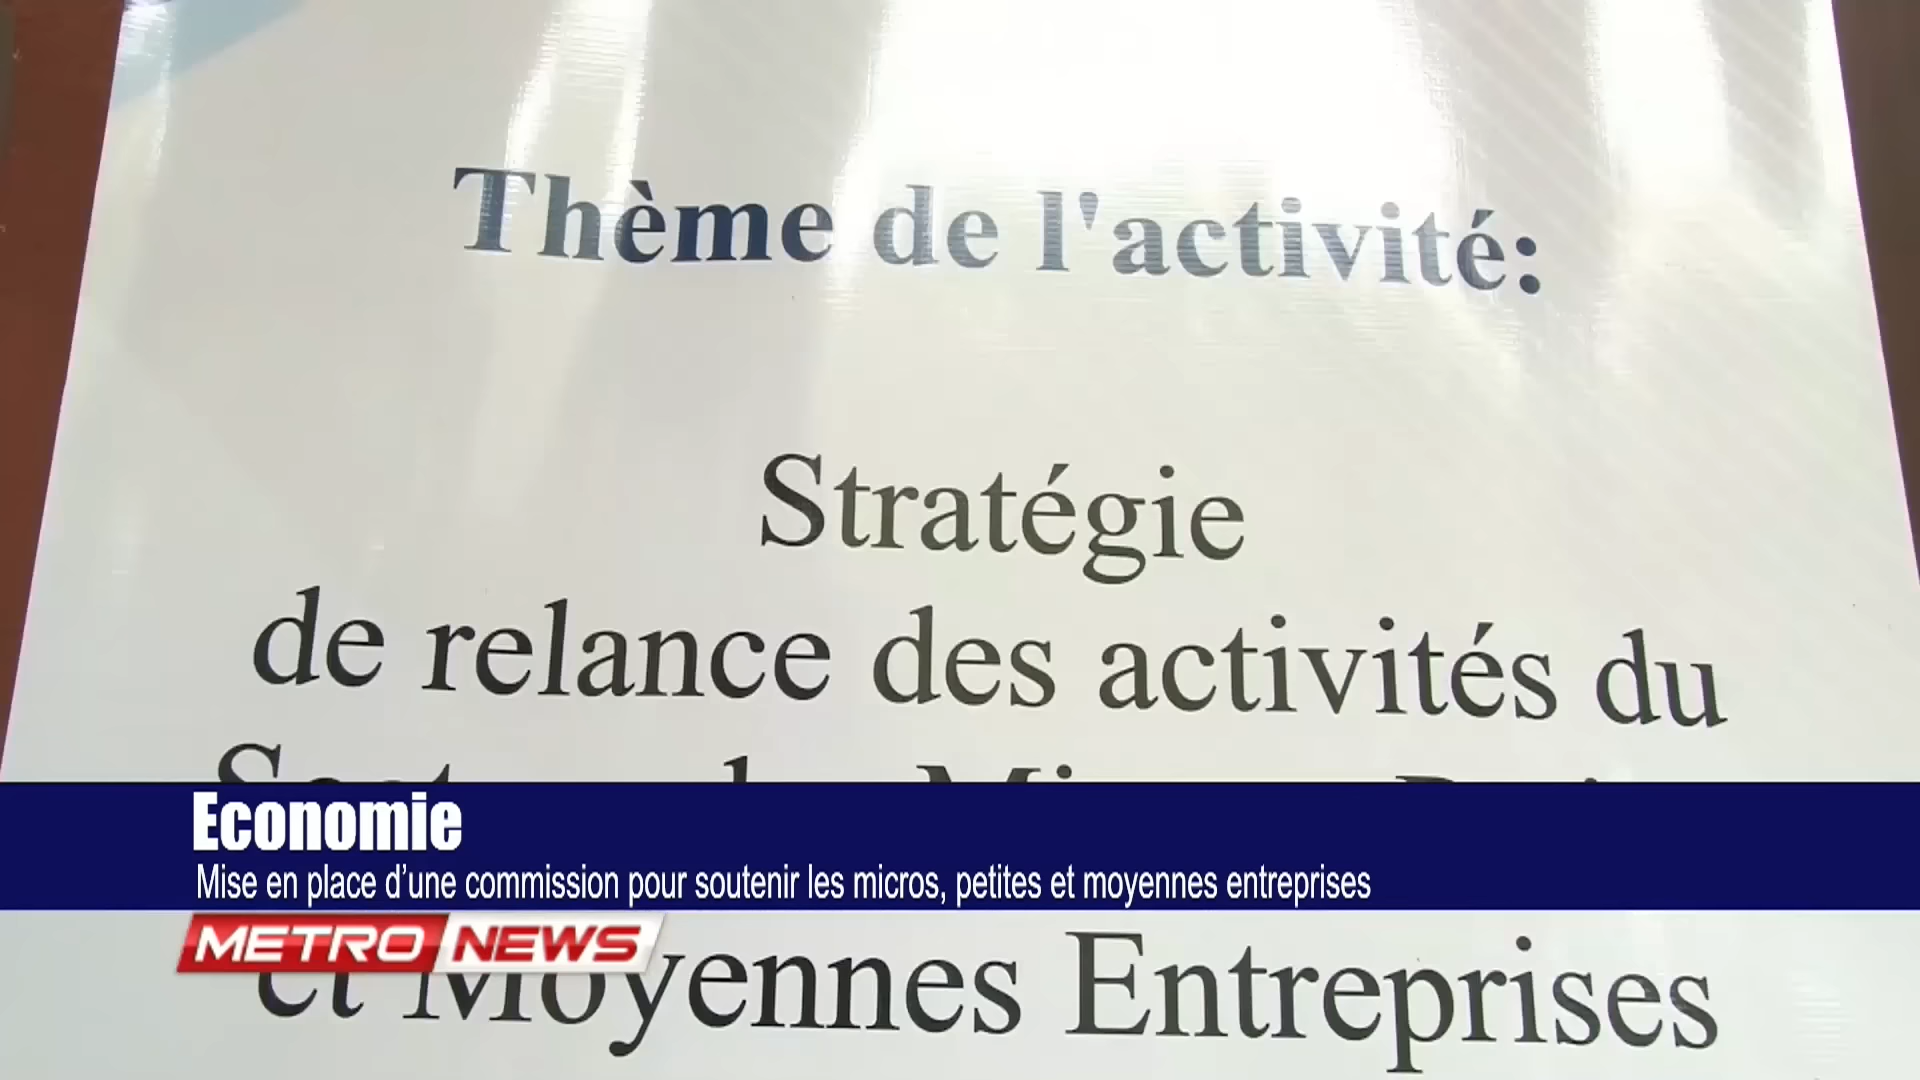 Thème de l'activité:
Stratégie
de relance des activités du
Economie
Mise en place d’une commission pour soutenir les micros, petites et moyennes entreprises
METRO NEWS
et Moyennes Entreprises